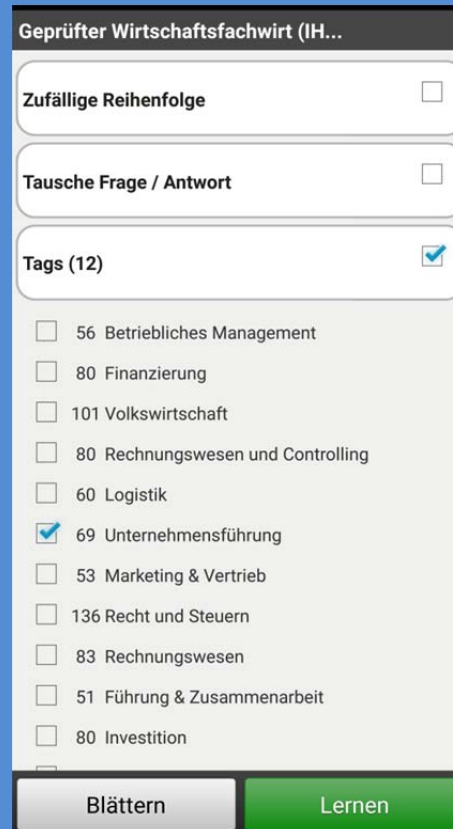 Geprüfter Wirtschaftsfachwirt (IH...
Zufällige Reihenfolge
Tausche Frage / Antwort
Tags (12)
56 Betriebliches Management
80 Finanzierung
101 Volkswirtschaft
80 Rechnungswesen und Controlling
60 Logistik
69 Unternehmensführung
53 Marketing & Vertrieb
136 Recht und Steuern
83 Rechnungswesen
51 Führung & Zusammenarbeit
80 Investition
Blättern Lernen